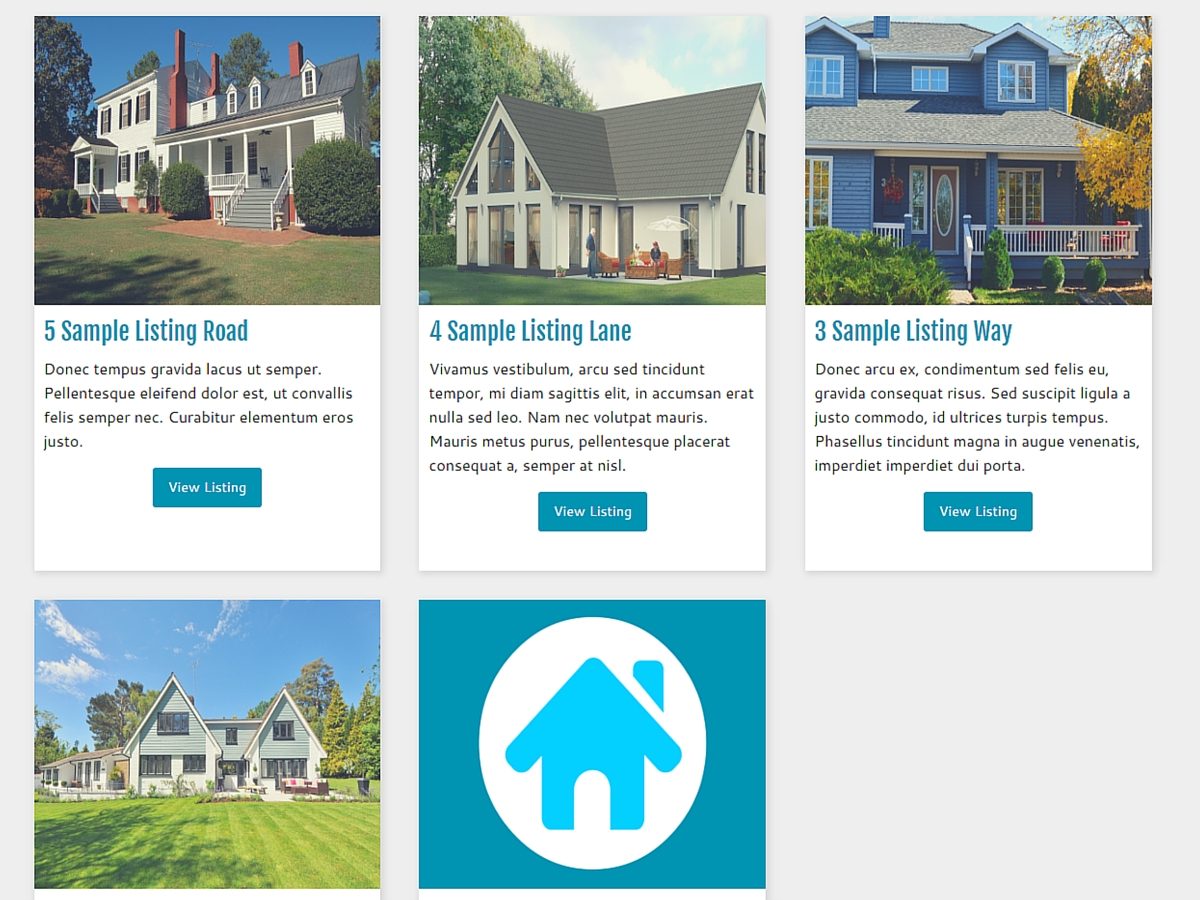 5 Sample Listing Road
Donec tempus gravida lacus ut semper.
Pellentesque eleifend dolor est, ut convallis
felis semper nec. Curabitur elementum eros
justo.
View Listing
4 Sample Listing Lane
Vivamus vestibulum, arcu sed tincidunt
tempor, mi diam sagittis elit, in accumsan erat
nulla sed leo. Nam nec volutpat mauris.
Mauris metus purus, pellentesque placerat
consequat a, semper at nisl.
View Listing
3 Sample Listing Way
Donec arcu ex, condimentum sed felis eu,
gravida consequat risus. Sed suscipit ligula a
justo commodo, id ultrices turpis tempus.
Phasellus tincidunt magna in augue venenatis,
imperdiet imperdiet dui porta.
View Listing